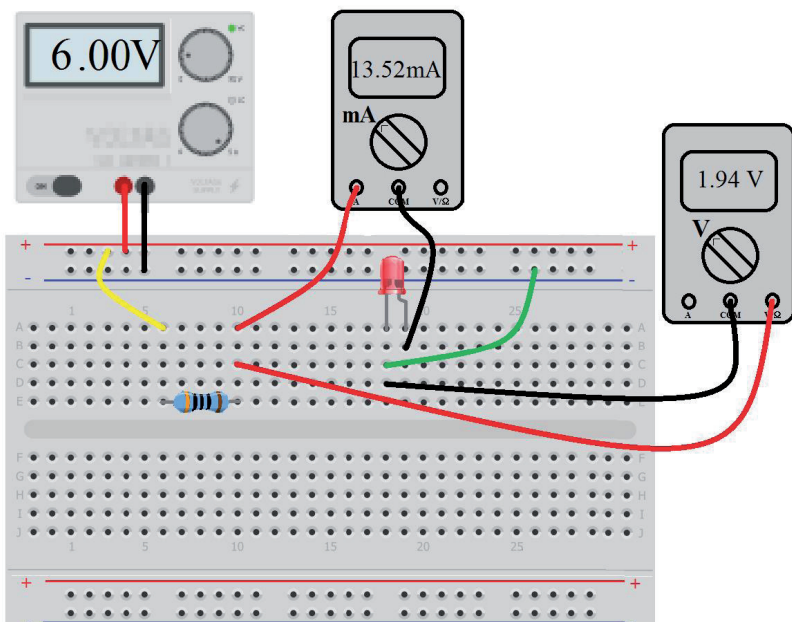 6.00V
13.52mA
mA
A COM V/Ω
1.94 V
V
A COM V/Ω
+ +
- -
1 5 10 15 20 25
A A
B B
C C
D D
E E
F F
G G
H H
I I
J J
1 5 10 15 20 25
+ +